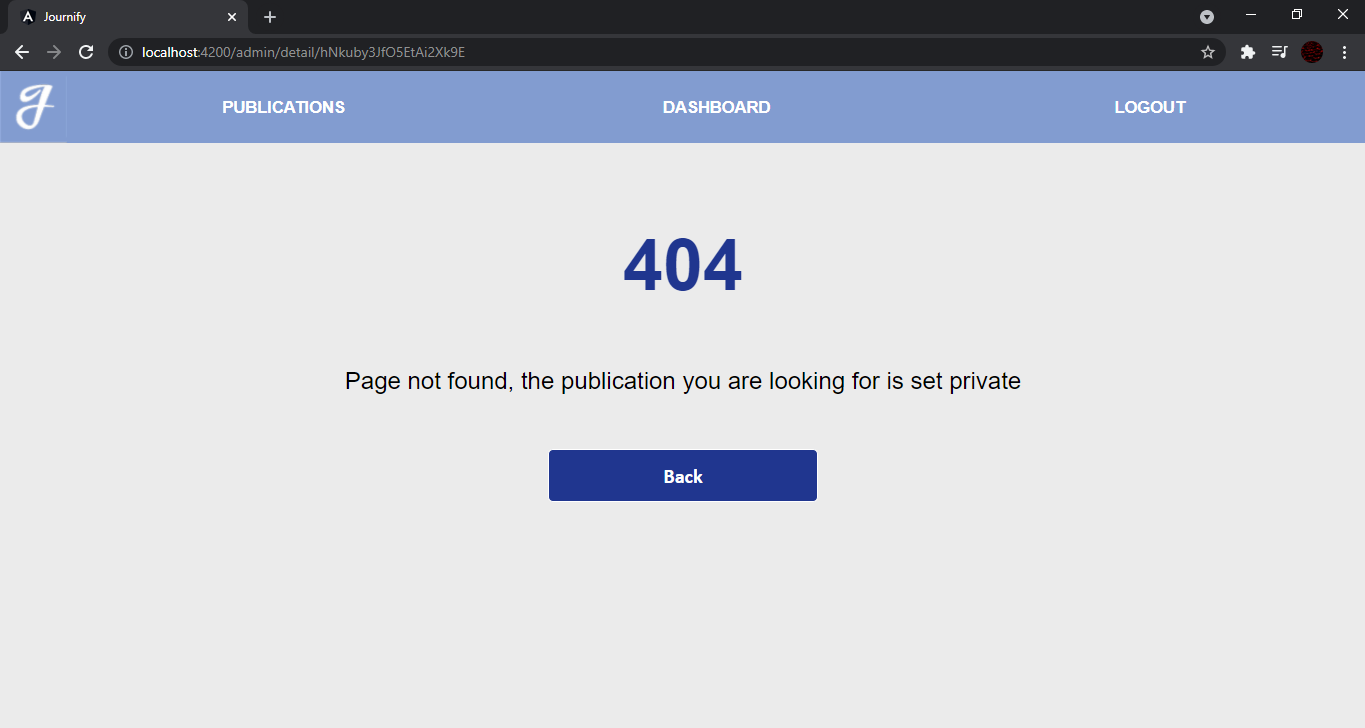 Journify
localhost:4200/admin/detail/hNkuby3JfO5EtAi2Xk9E
J
PUBLICATIONS
DASHBOARD
LOGOUT
404
Page not found, the publication you are looking for is set private
Back